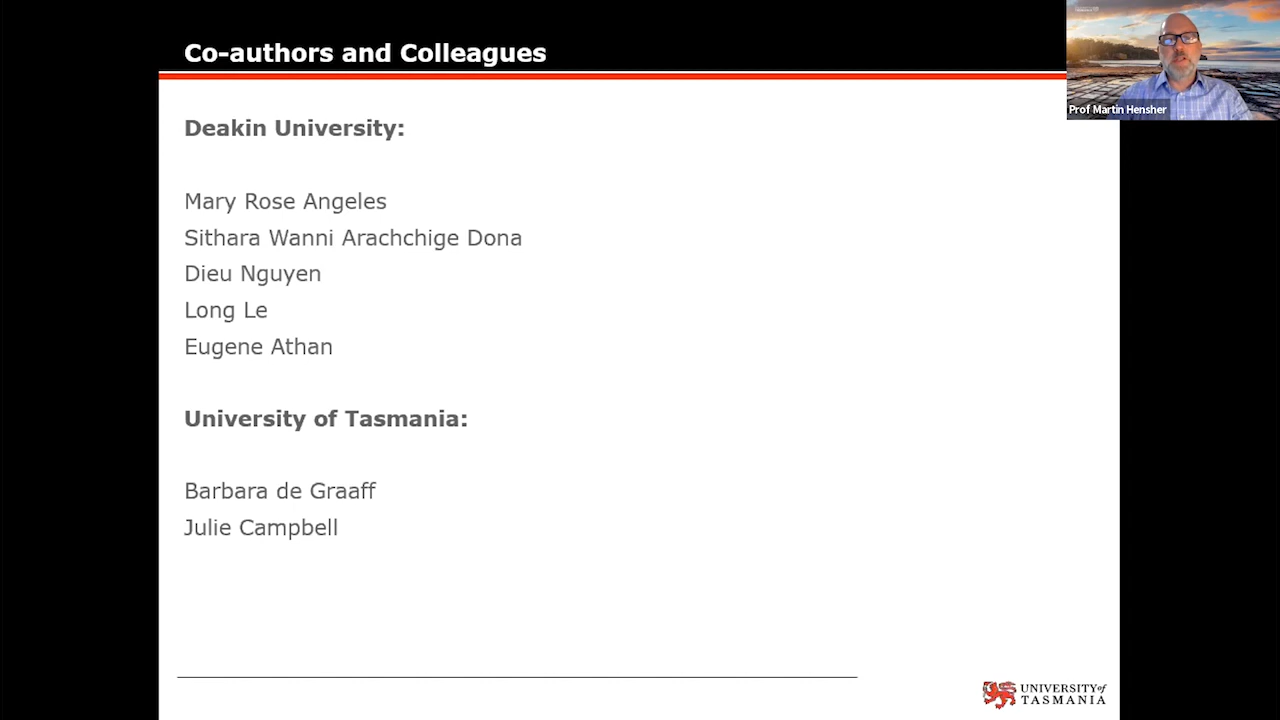 Co-authors and Colleagues
Prof Martin Hensher
Deakin University:
Mary Rose Angeles
Sithara Wanni Arachchige Dona
Dieu Nguyen
Long Le
Eugene Athan
University of Tasmania:
Barbara de Graaff
Julie Campbell
UNIVERSITY of
TASMANIA